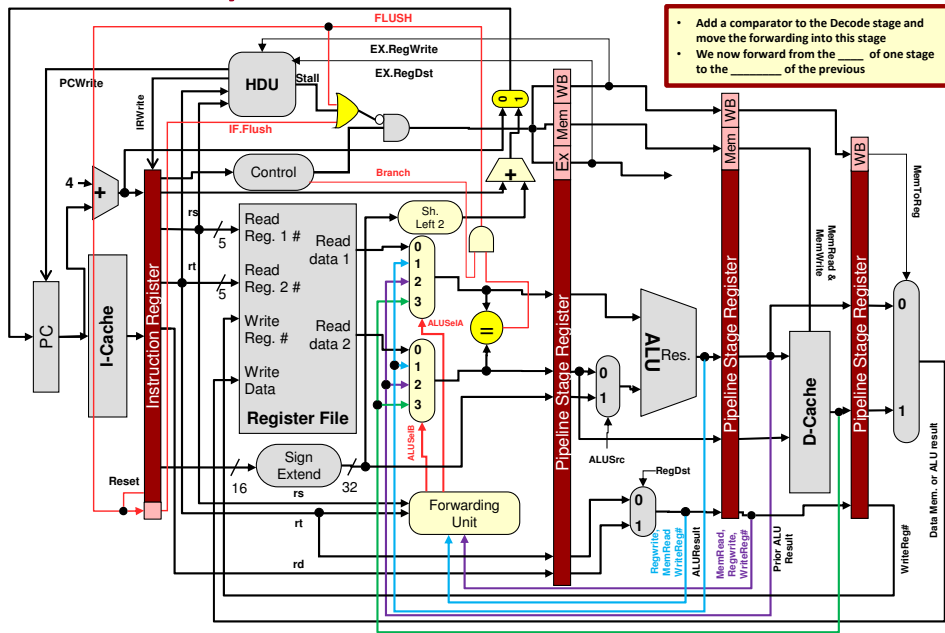 FLUSH
• Add a comparator to the Decode stage and
move the forwarding into this stage
• We now forward from the ____ of one stage
to the ________ of the previous
EX.RegWrite
EX.RegDst
PCWrite
IRWrite
HDU
Stall
IF.Flush
0
1
WB
Mem
Ex
WB
Mem
WB
MemToReg
4
+
Control
Branch
+
Sh.
Left 2
rs
5
rt
5
Read
Reg. 1 #
Read
Reg. 2 #
Write
Reg. #
Write
Data
Read
data 1
Read
data 2
Register File
0
1
2
3
ALUSelA
0
1
2
3
ALUSelB
=
PC
I-Cache
Instruction Register
Pipeline Stage Register
ALU
Res.
0
1
ALUSrc
Pipeline Stage Register
MemRead &
MemWrite
D-Cache
Pipeline Stage Register
0
1
Data Mem. or ALU result
Reset
16
Sign
Extend
32
rs
rt
rd
Forwarding
Unit
RegDst
0
1
Regwrite,
MemRead
WriteReg#
ALUResult
MemRead,
Regwrite,
WriteReg#
Prior ALU
Result
WriteReg#